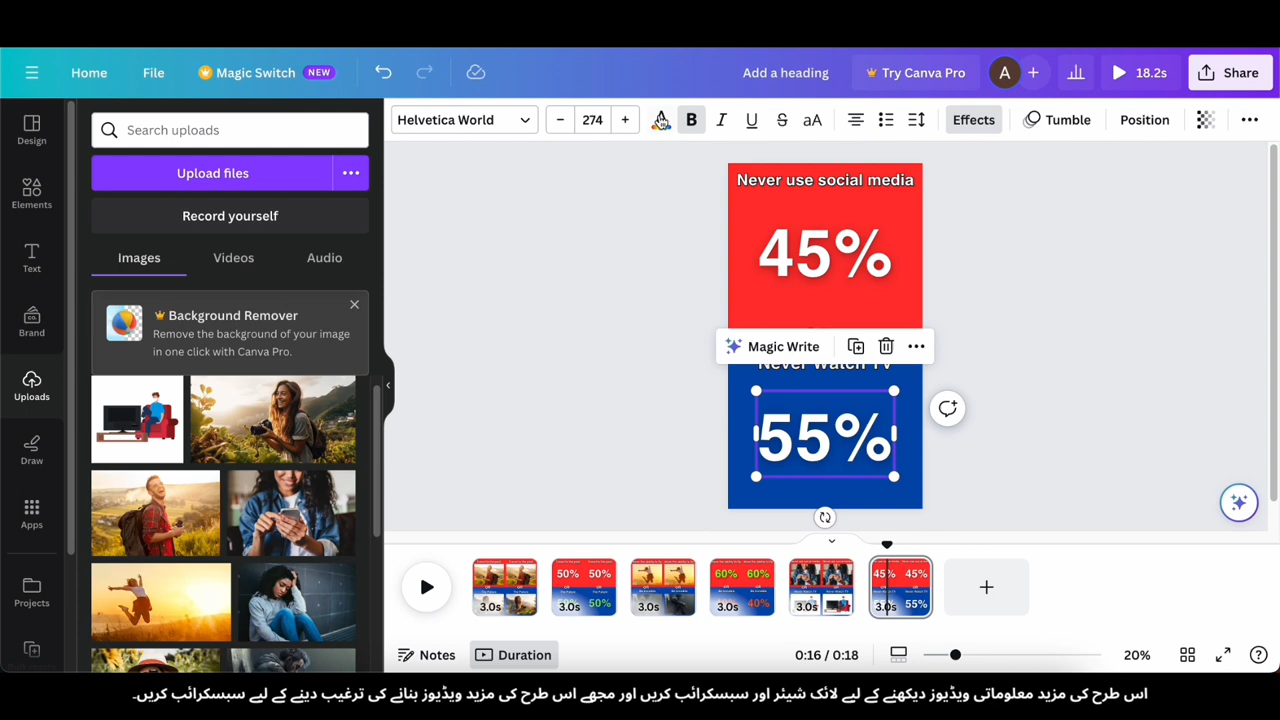 Home
File
Magic Switch NEW
Add a heading
Try Canva Pro
A
18.2s
Share
Design
Elements
Text
Brand
Uploads
Draw
Apps
Projects
Search uploads
Upload files
Record yourself
Images
Videos
Audio
Background Remover
Remove the background of your image
in one click with Canva Pro.
Helvetica World
274
B I U S aA
Effects
Tumble
Position
Never use social media
45%
Magic Write
Never Watch TV
55%
3.0s
50% 50%
3.0s 50%
3.0s
60% 60%
3.0s 40%
3.0s
45% 45%
3.0s 55%
Notes
Duration
0:16 / 0:18
20%
اس طرح کی مزید معلوماتی ویڈیوز دیکھنے کے لیے لائک شیئر اور سبسکرائب کریں اور مجھے اس طرح کی مزید ویڈیوز بنانے کی ترغیب دینے کے لیے سبسکرائب کریں۔